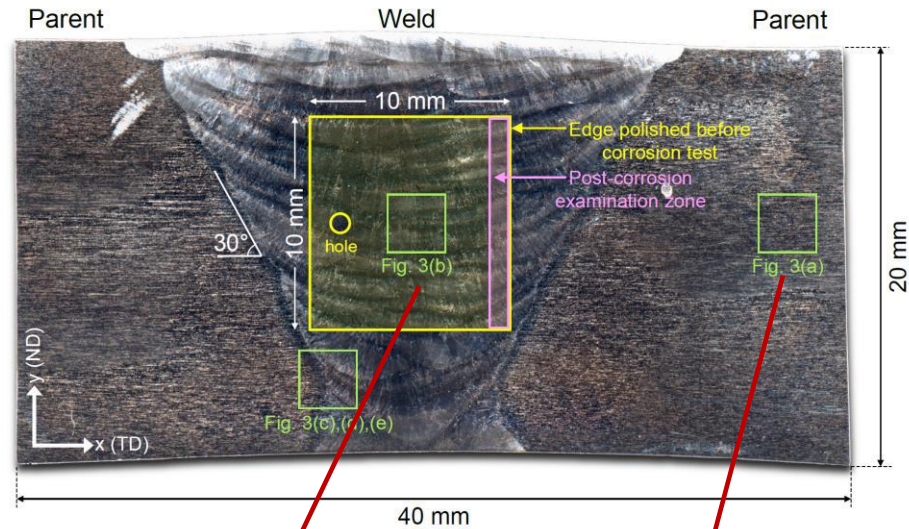 Parent
Weld
Parent
10 mm
Edge polished before
corrosion test
Post-corrosion
examination zone
10 mm
hole
30°
Fig. 3(b)
Fig. 3(a)
20 mm
Fig. 3(c),(d),(e)
y (ND)
x (TD)
40 mm